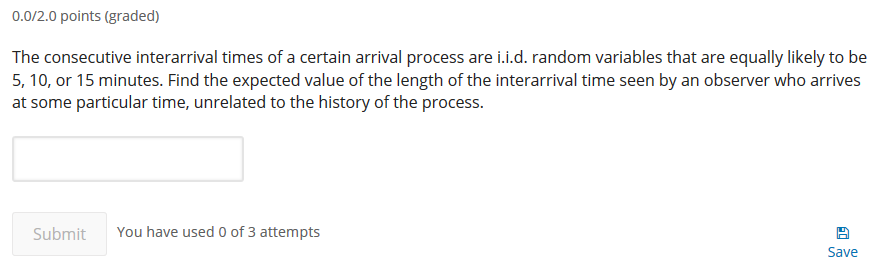 0.0/2.0 points (graded)
The consecutive interarrival times of a certain arrival process are i.i.d. random variables that are equally likely to be
5, 10, or 15 minutes. Find the expected value of the length of the interarrival time seen by an observer who arrives
at some particular time, unrelated to the history of the process.
Submit
You have used 0 of 3 attempts
Save